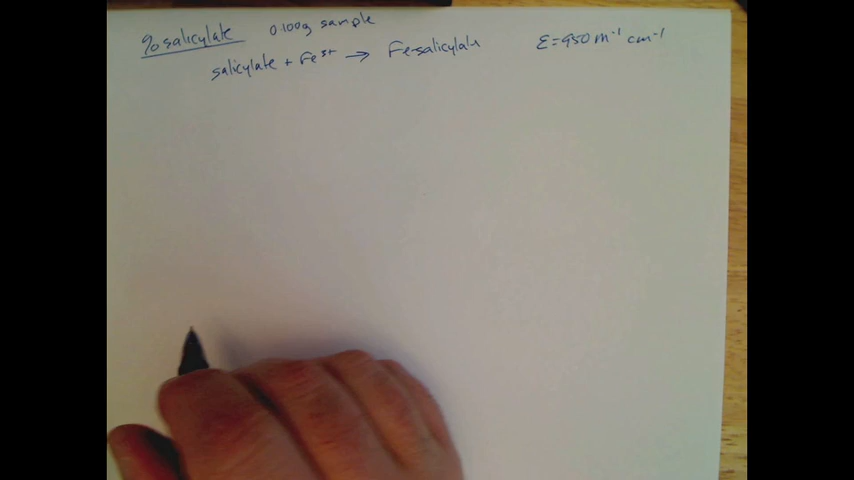 % salicylate 0.100g sample
salicylate + Fe³⁺ → Fe-salicylate ε=950 M⁻¹ cm⁻¹